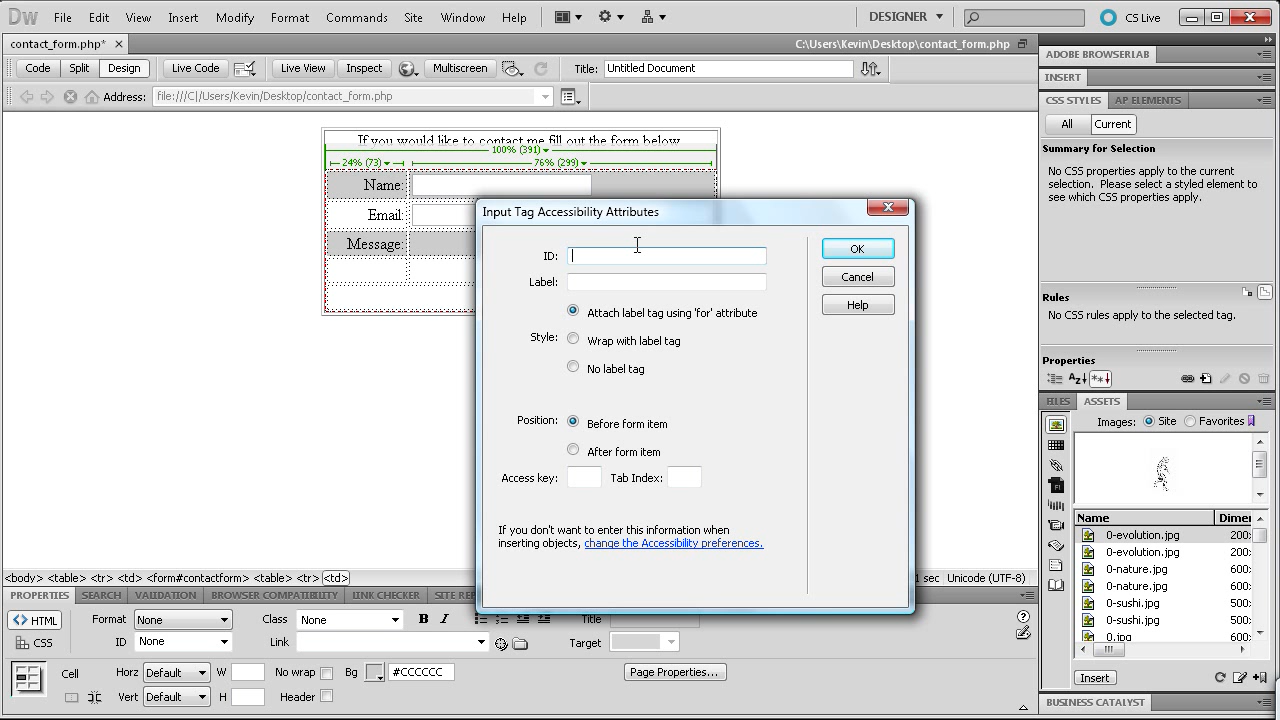 Dw File Edit View Insert Modify Format Commands Site Window Help DESIGNER CS Live
contact_form.php* C:\Users\Kevin\Desktop\contact_form.php
Code Split Design Live Code Live View Inspect Multiscreen Title: Untitled Document
Address: file:///C|/Users/Kevin/Desktop/contact_form.php
If you would like to contact me fill out the form below
100% (391)
24% (73) 76% (299)
Name:
Email:
Message:
Input Tag Accessibility Attributes
ID:
Label:
Attach label tag using 'for' attribute
Style: Wrap with label tag
No label tag
Position: Before form item
After form item
Access key: Tab Index:
If you don't want to enter this information when
inserting objects, change the Accessibility preferences.
OK
Cancel
Help
ADOBE BROWSERLAB
INSERT
CSS STYLES AP ELEMENTS
All Current
Summary for Selection
No CSS properties apply to the current
selection. Please select a styled element to
see which CSS properties apply.
Rules
No CSS rules apply to the selected tag.
Properties
FILES ASSETS
Images: Site Favorites
Name Dimer
0-evolution.jpg 200:
0-evolution.jpg 200:
0-nature.jpg 600:
0-nature.jpg 600:
0-sushi.jpg 500:
0-sushi.jpg 500:
0.jpg 600:
Insert
BUSINESS CATALYST
<body> <table> <tr> <td> <form#contactform> <table> <tr> <td> 1 sec Unicode (UTF-8)
PROPERTIES SEARCH VALIDATION BROWSER COMPATIBILITY LINK CHECKER SITE REP
HTML Format None Class None B I Title
CSS ID None Link Target
Cell Horz Default W No wrap Bg #CCCCCC Page Properties...
Vert Default H Header